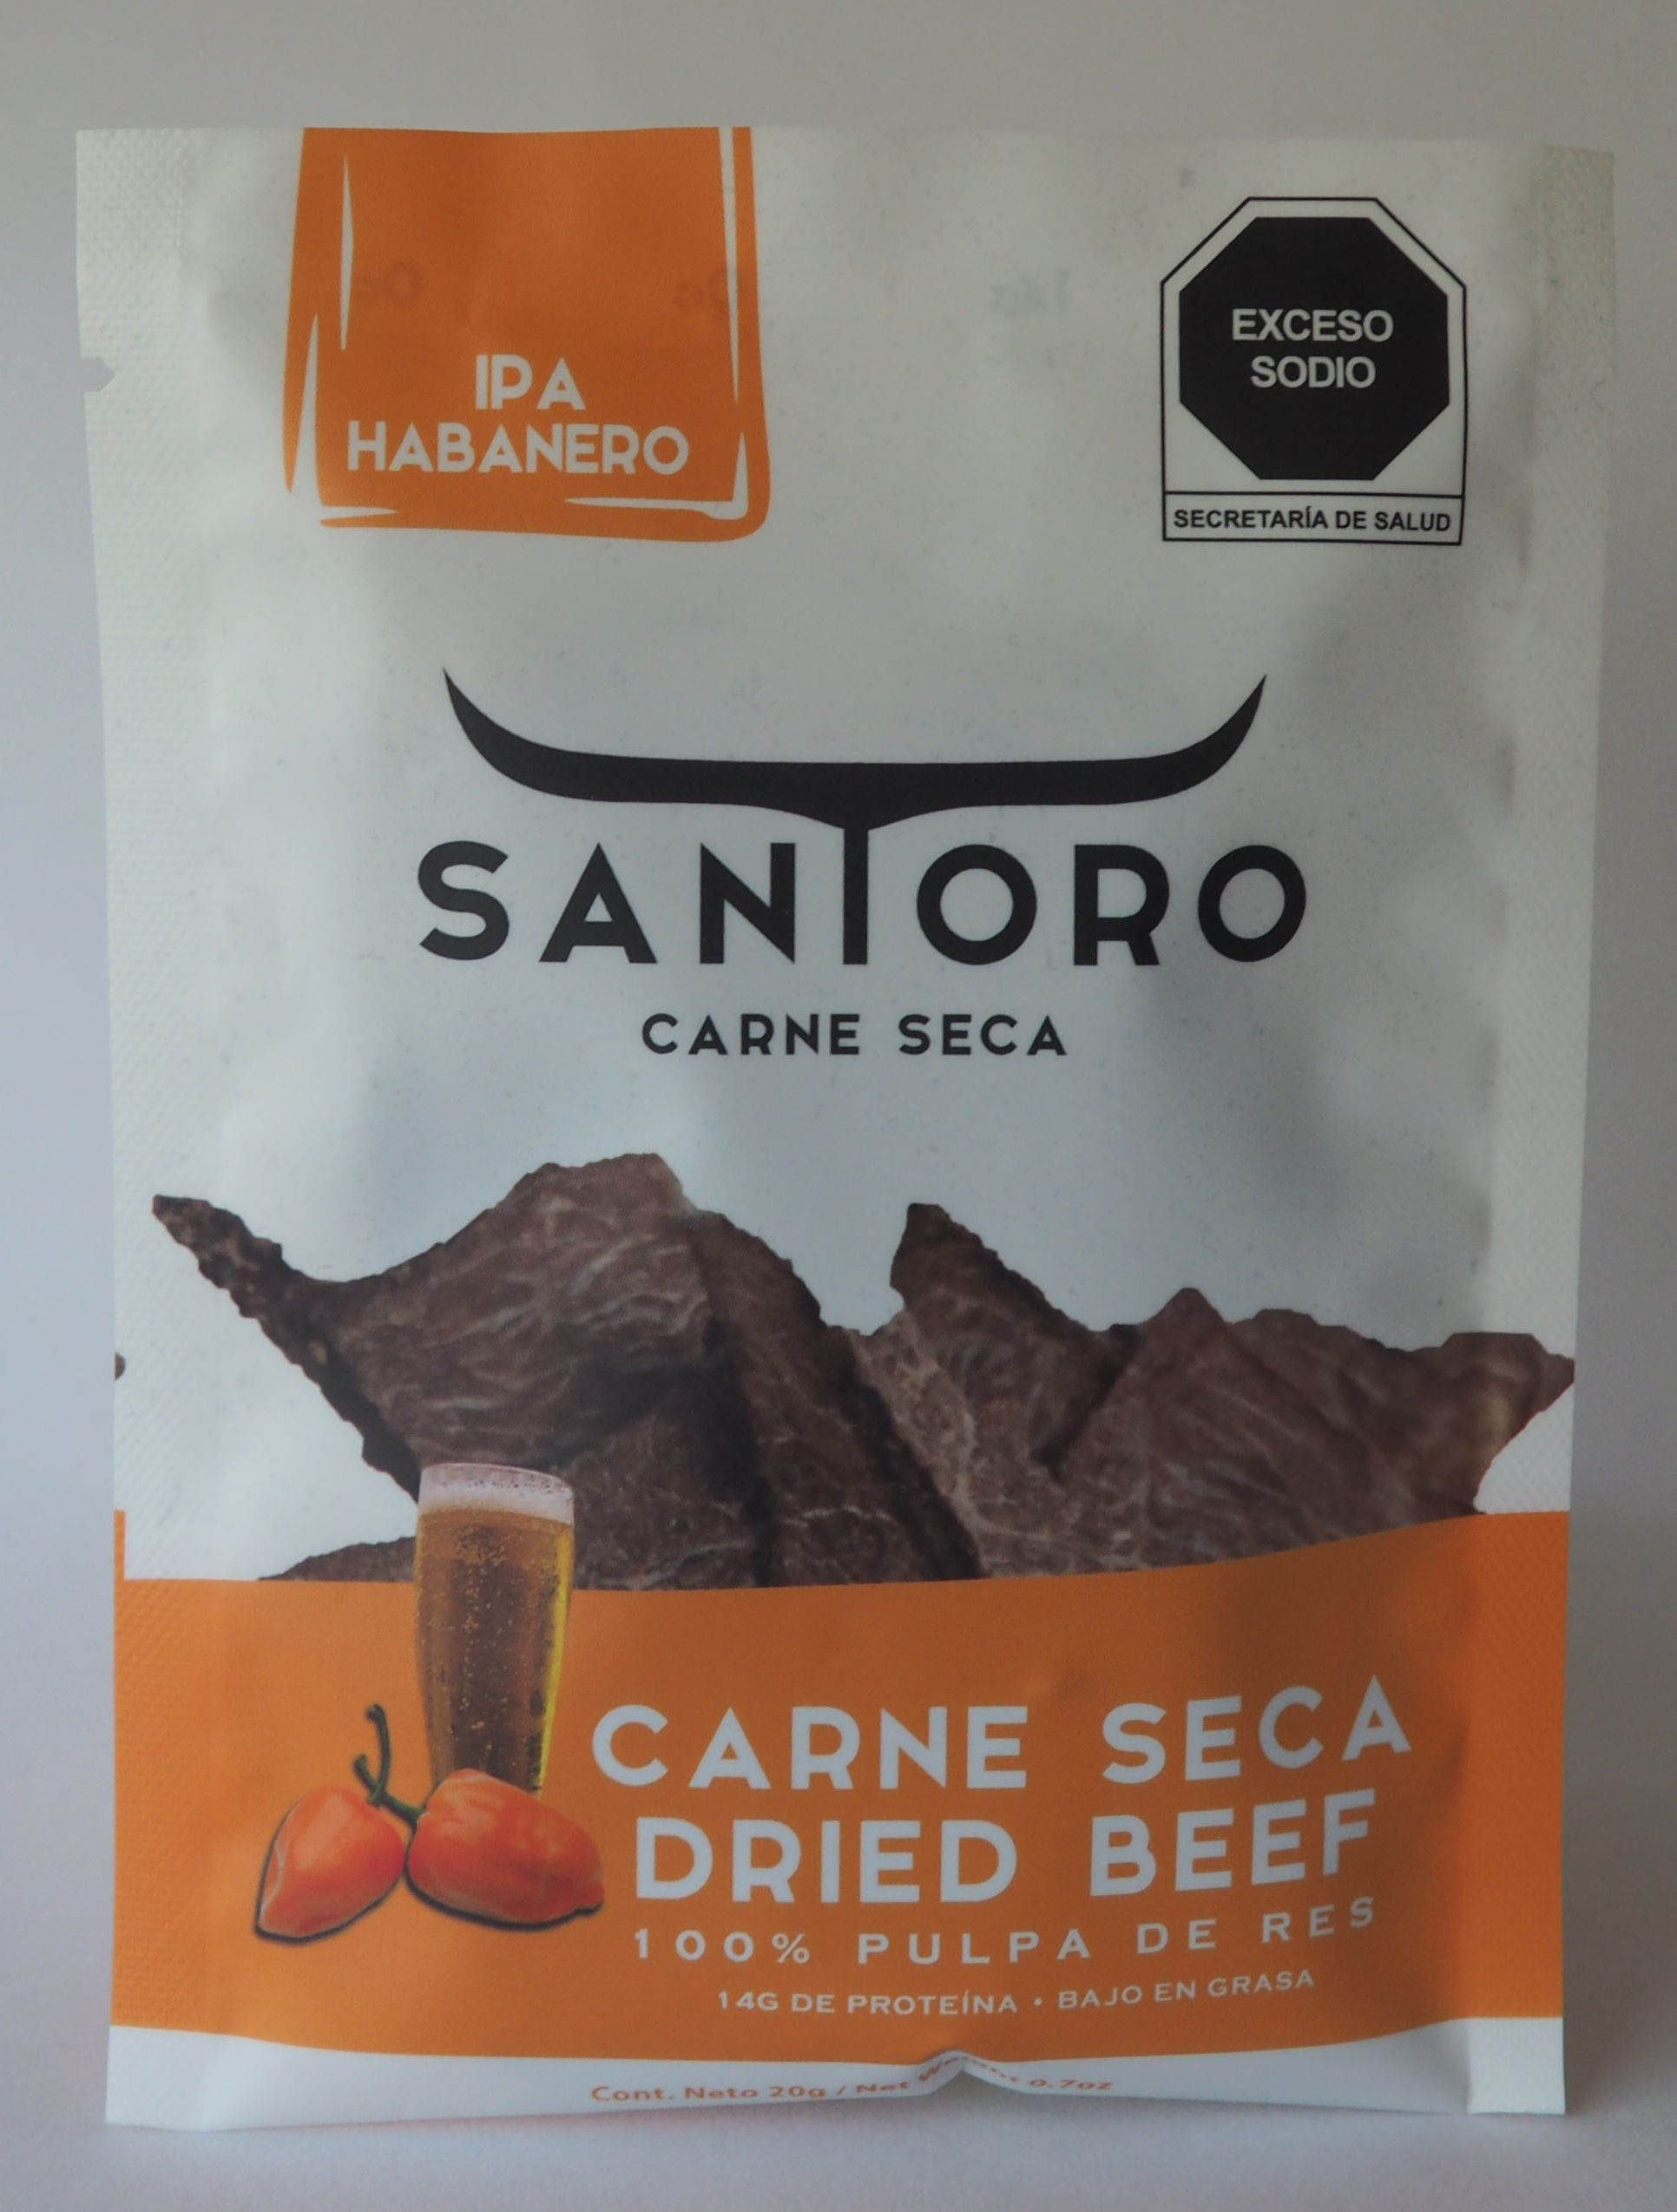 IPA
HABANERO
EXCESO
SODIO
SECRETARÍA DE SALUD
SANTORO
CARNE SECA
CARNE SECA
DRIED BEEF
100% PULPA DE RES
14G DE PROTEÍNA • BAJO EN GRASA
Cont. Neto 20g / Net Weight 0.7oz